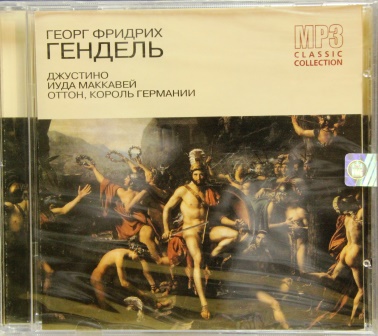 ГЕОРГ ФРИДРИХ
ГЕНДЕЛЬ
ДЖУСТИНО
ИУДА МАККАВЕЙ
ОТТОН, КОРОЛЬ ГЕРМАНИИ
MP3
CLASSIC
COLLECTION